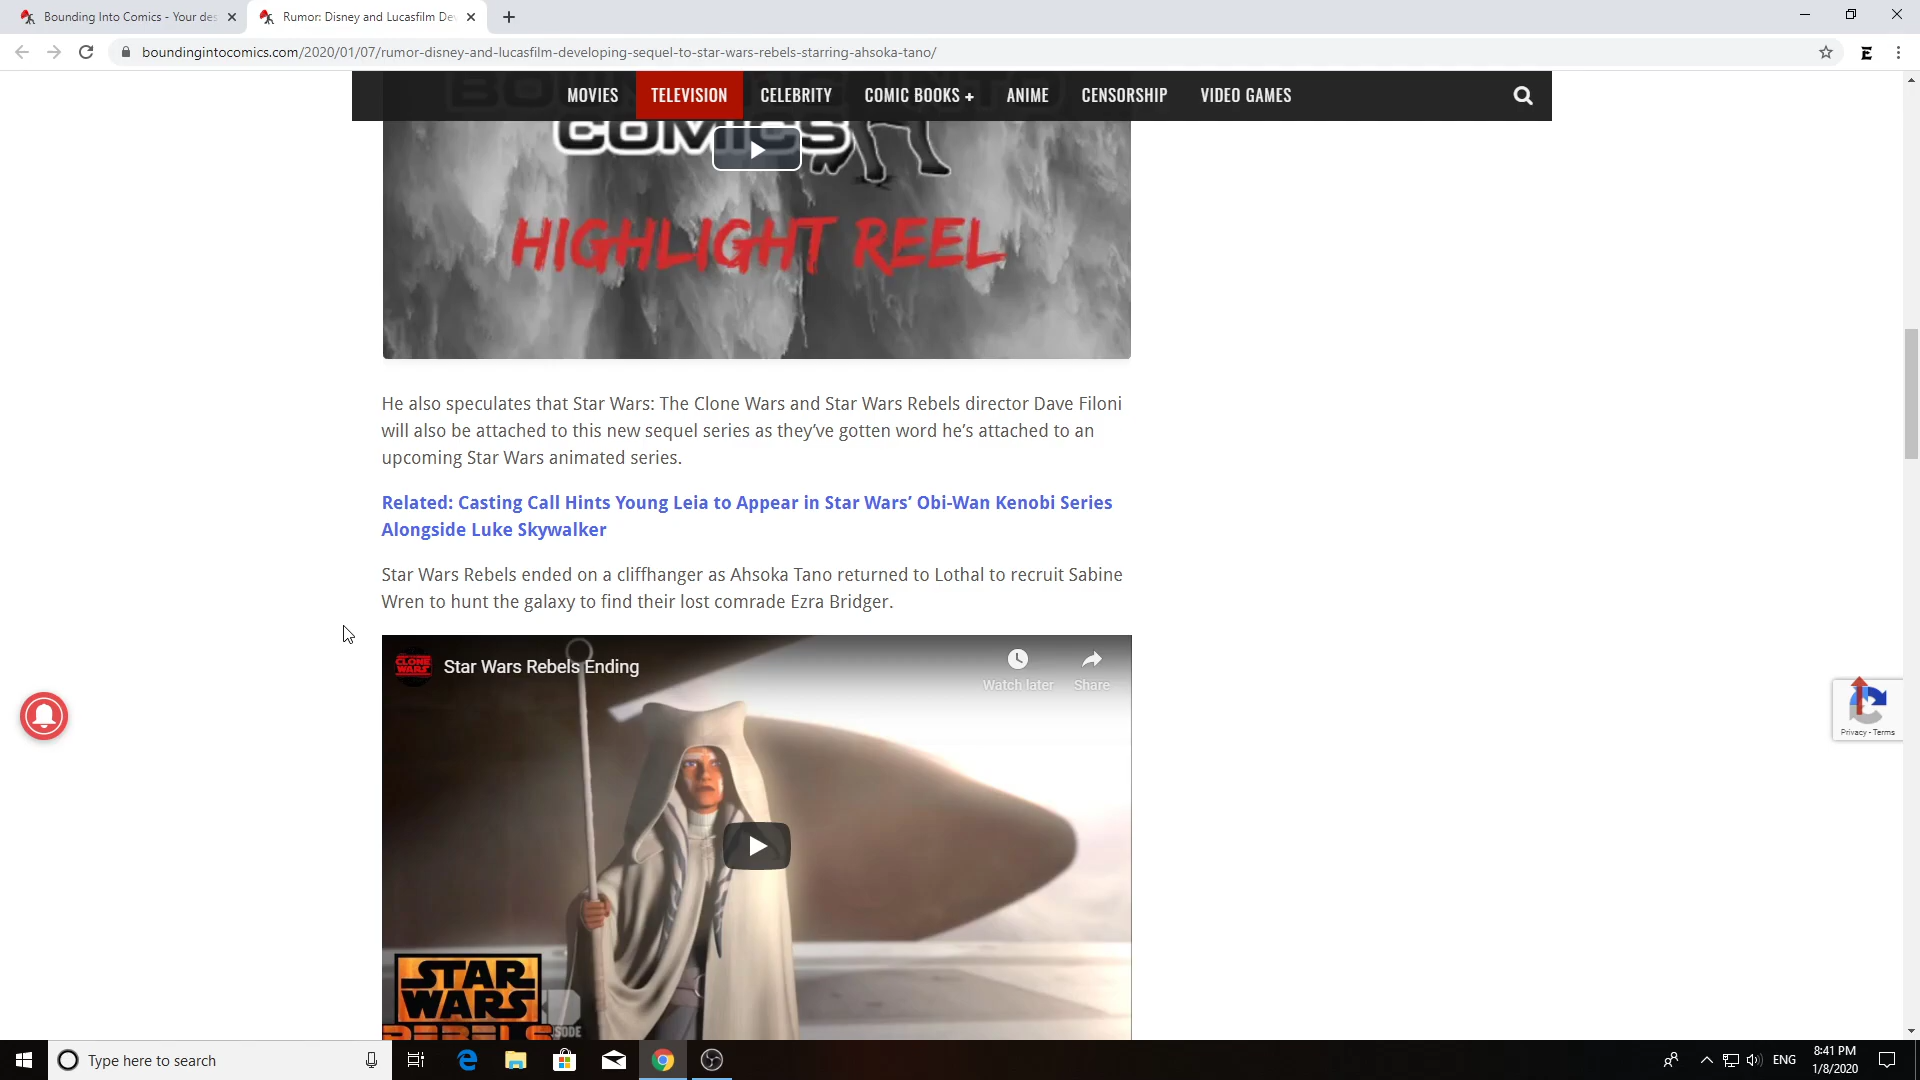 Bounding Into Comics - Your des
Rumor: Disney and Lucasfilm De
boundingintocomics.com/2020/01/07/rumor-disney-and-lucasfilm-developing-sequel-to-star-wars-rebels-starring-ahsoka-tano/
MOVIES TELEVISION CELEBRITY COMIC BOOKS + ANIME CENSORSHIP VIDEO GAMES
COMICS
HIGHLIGHT REEL
He also speculates that Star Wars: The Clone Wars and Star Wars Rebels director Dave Filoni
will also be attached to this new sequel series as they’ve gotten word he’s attached to an
upcoming Star Wars animated series.
Related: Casting Call Hints Young Leia to Appear in Star Wars’ Obi-Wan Kenobi Series
Alongside Luke Skywalker
Star Wars Rebels ended on a cliffhanger as Ahsoka Tano returned to Lothal to recruit Sabine
Wren to hunt the galaxy to find their lost comrade Ezra Bridger.
CLONE
WARS
Star Wars Rebels Ending
Watch later Share
Privacy - Terms
STAR
WARS
REBELS
Type here to search
ENG
8:41 PM
1/8/2020